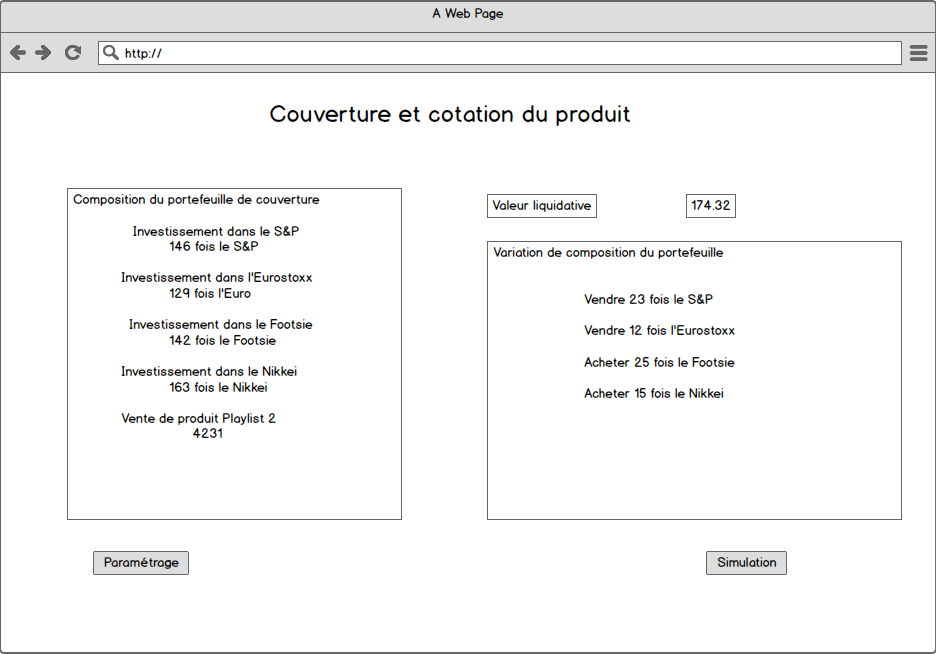 A Web Page
http://
Couverture et cotation du produit
Composition du portefeuille de couverture
Investissement dans le S&P
146 fois le S&P
Investissement dans l'Eurostoxx
129 fois l'Euro
Investissement dans le Footsie
142 fois le Footsie
Investissement dans le Nikkei
163 fois le Nikkei
Vente de produit Playlist 2
4231
Valeur liquidative
174.32
Variation de composition du portefeuille
Vendre 23 fois le S&P
Vendre 12 fois l'Eurostoxx
Acheter 25 fois le Footsie
Acheter 15 fois le Nikkei
Paramétrage
Simulation